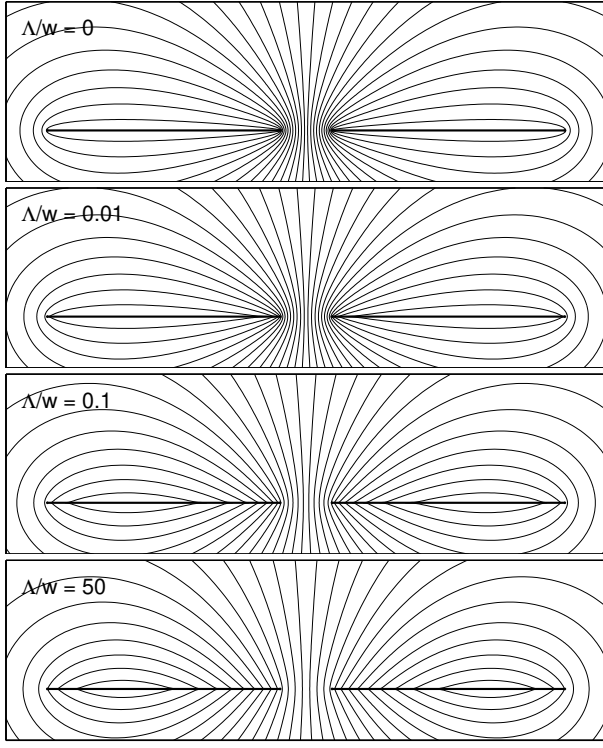 Λ/w = 0
Λ/w = 0.01
Λ/w = 0.1
Λ/w = 50